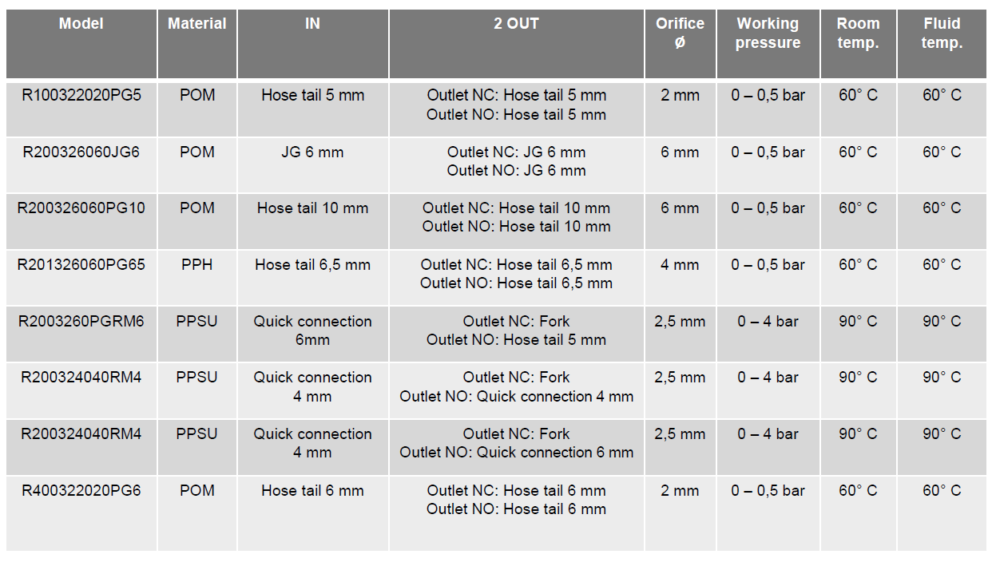 Model Material IN 2 OUT Orifice Ø Working pressure Room temp. Fluid temp.
R100322020PG5 POM Hose tail 5 mm Outlet NC: Hose tail 5 mm 2 mm 0 – 0,5 bar 60° C 60° C
Outlet NO: Hose tail 5 mm
R200326060JG6 POM JG 6 mm Outlet NC: JG 6 mm 6 mm 0 – 0,5 bar 60° C 60° C
Outlet NO: JG 6 mm
R200326060PG10 POM Hose tail 10 mm Outlet NC: Hose tail 10 mm 6 mm 0 – 0,5 bar 60° C 60° C
Outlet NO: Hose tail 10 mm
R201326060PG65 PPH Hose tail 6,5 mm Outlet NC: Hose tail 6,5 mm 4 mm 0 – 0,5 bar 60° C 60° C
Outlet NO: Hose tail 6,5 mm
R2003260PGRM6 PPSU Quick connection Outlet NC: Fork 2,5 mm 0 – 4 bar 90° C 90° C
6mm Outlet NO: Hose tail 5 mm
R200324040RM4 PPSU Quick connection Outlet NC: Fork 2,5 mm 0 – 4 bar 90° C 90° C
4 mm Outlet NO: Quick connection 4 mm
R200324040RM4 PPSU Quick connection Outlet NC: Fork 2,5 mm 0 – 4 bar 90° C 90° C
4 mm Outlet NO: Quick connection 6 mm
R400322020PG6 POM Hose tail 6 mm Outlet NC: Hose tail 6 mm 2 mm 0 – 0,5 bar 60° C 60° C
Outlet NO: Hose tail 6 mm